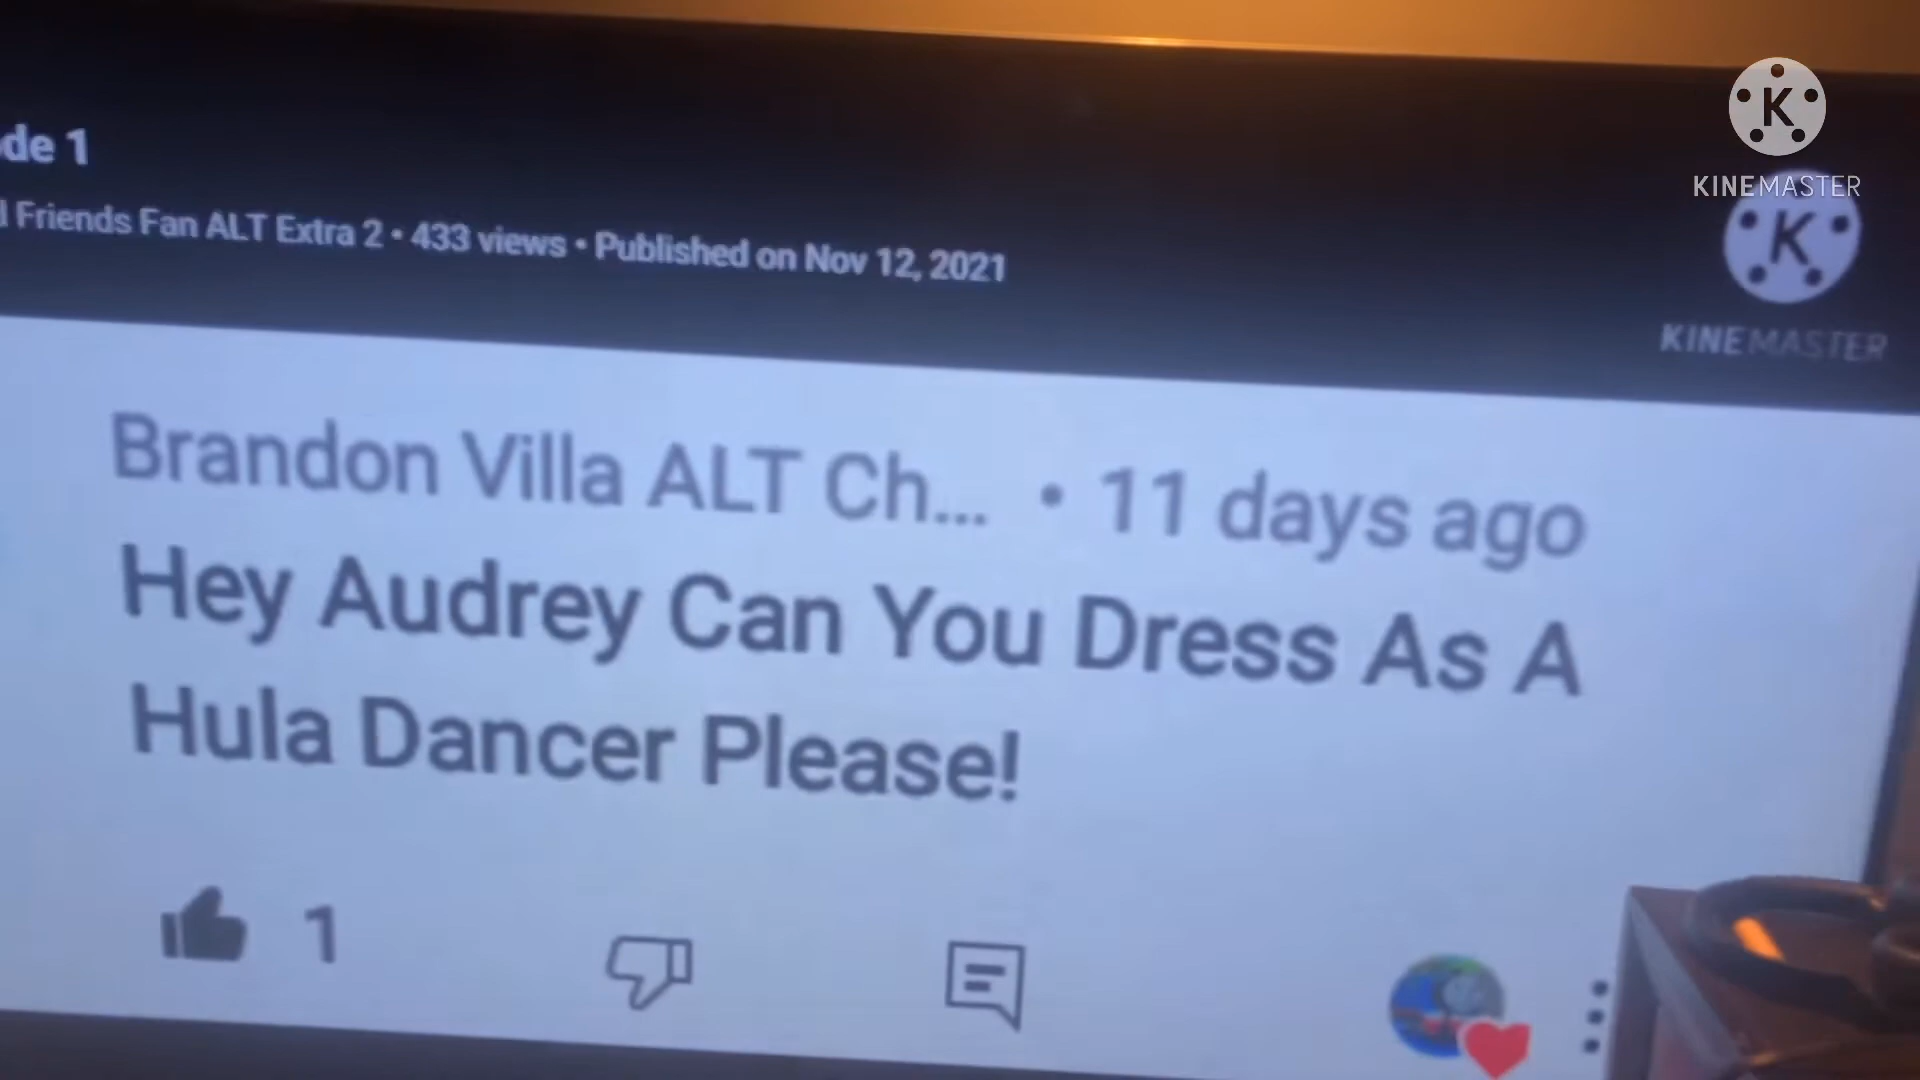 de 1
K
KINEMASTER
l Friends Fan ALT Extra 2 • 433 views • Published on Nov 12, 2021
K
KINEMASTER
Brandon Villa ALT Ch... • 11 days ago
Hey Audrey Can You Dress As A
Hula Dancer Please!
1